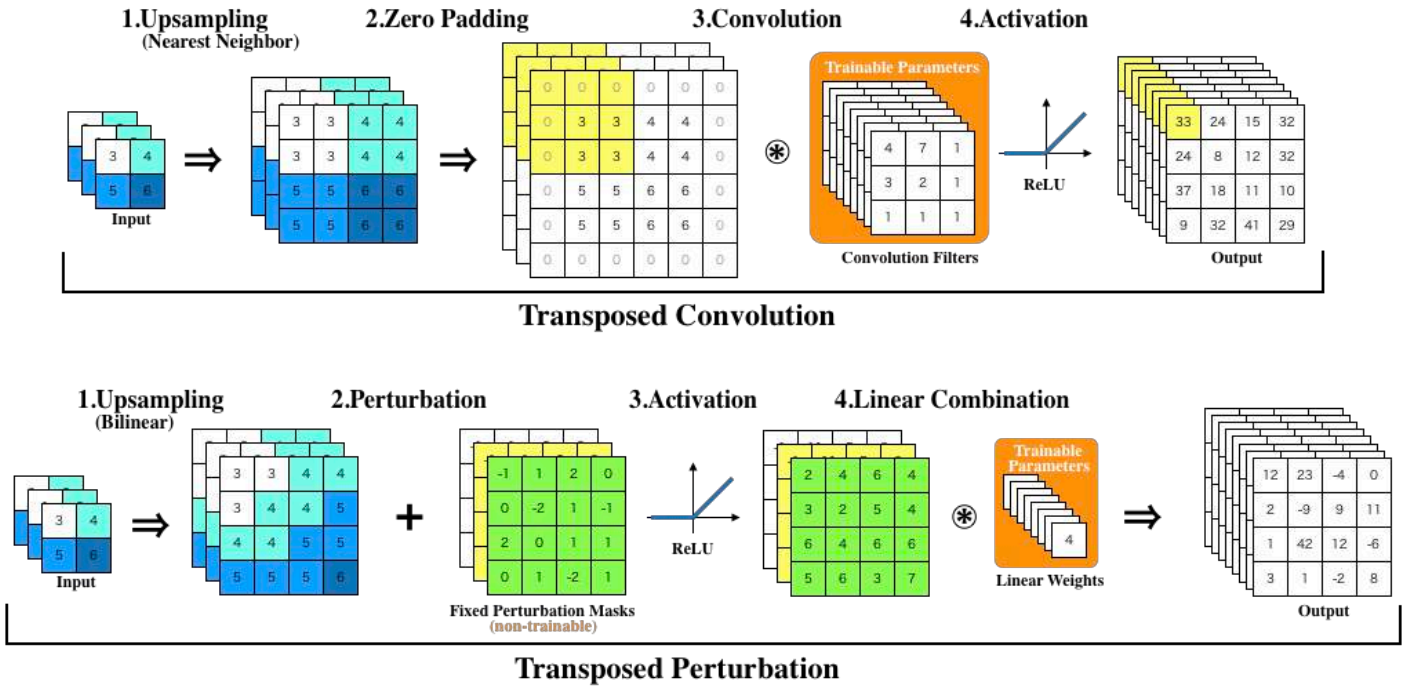 1.Upsampling 2.Zero Padding 3.Convolution 4.Activation
(Nearest Neighbor)
Trainable Parameters
3 4
5 6
Input
3 3 4 4
3 3 4 4
5 5 6 6
5 5 6 6
0 0 0 0 0 0
0 3 3 4 4 0
0 3 3 4 4 0
0 5 5 6 6 0
0 5 5 6 6 0
0 0 0 0 0 0
4 7 1
3 2 1
1 1 1
Convolution Filters
ReLU
33 24 15 32
24 8 12 32
37 18 11 10
9 32 41 29
Output
Transposed Convolution
1.Upsampling 2.Perturbation 3.Activation 4.Linear Combination
(Bilinear)
3 4
5 6
Input
3 3 4 4
3 4 4 5
4 4 5 5
5 5 5 6
+
-1 1 2 0
0 -2 1 -1
2 0 1 1
0 1 -2 1
Fixed Perturbation Masks
(non-trainable)
ReLU
2 4 6 4
3 2 5 4
6 4 6 6
5 6 3 7
Trainable
Parameters
4
Linear Weights
12 23 -4 0
2 -9 9 11
1 42 12 -6
3 1 -2 8
Output
Transposed Perturbation